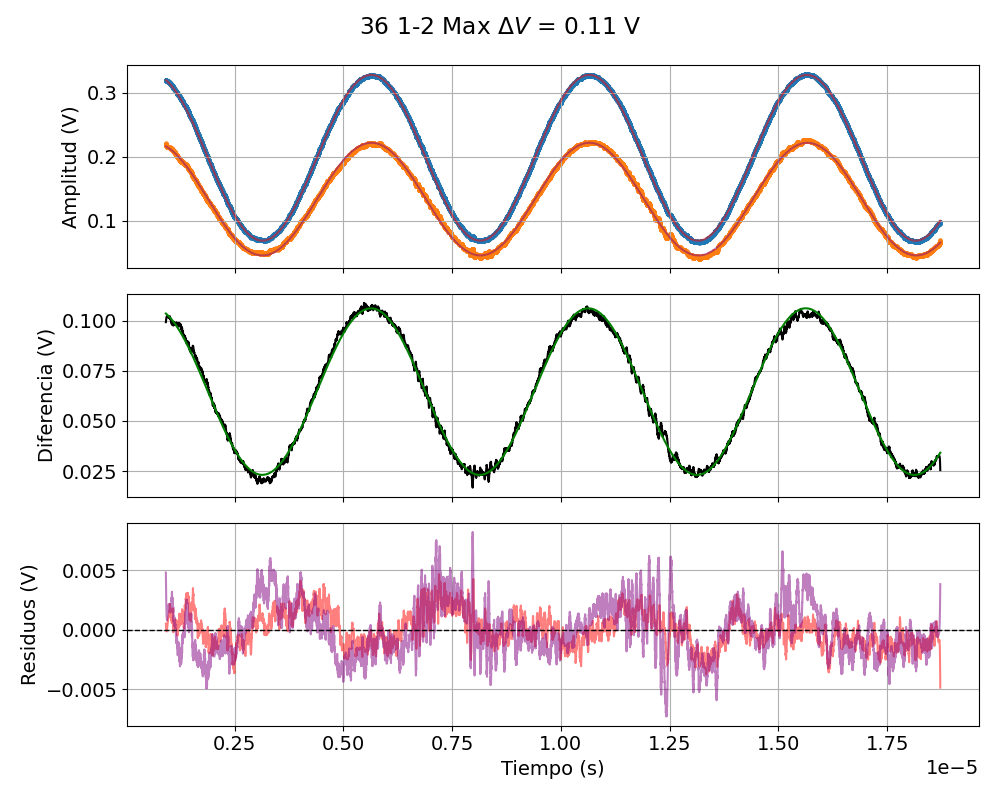 36 1-2 Max ΔV = 0.11 V
Amplitud (V)
0.3
0.2
0.1
Diferencia (V)
0.100
0.075
0.050
0.025
Residuos (V)
0.005
0.000
−0.005
0.25 0.50 0.75 1.00 1.25 1.50 1.75
1e−5
Tiempo (s)